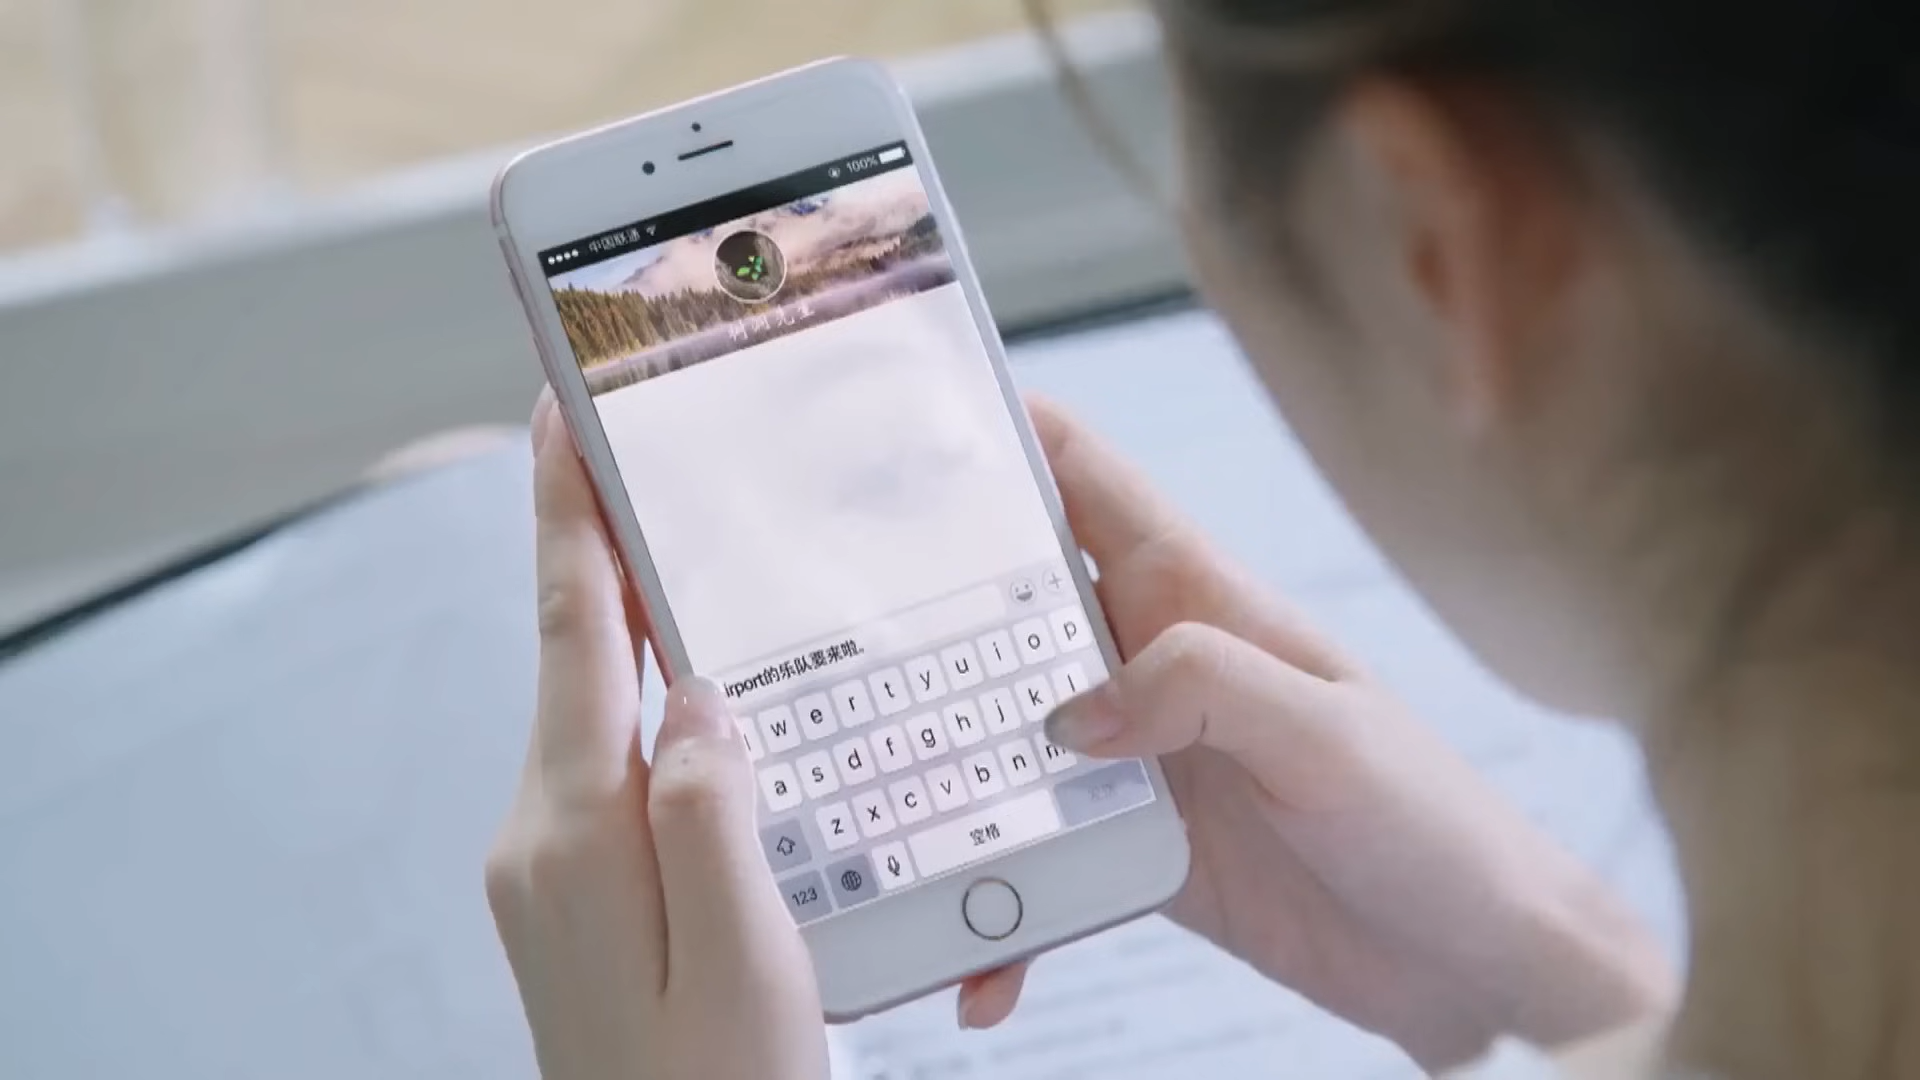 中国联通 100%
irport的乐队要来啦。
w e r t y u i o p
a s d f g h j k l
z x c v b n m
123 空格